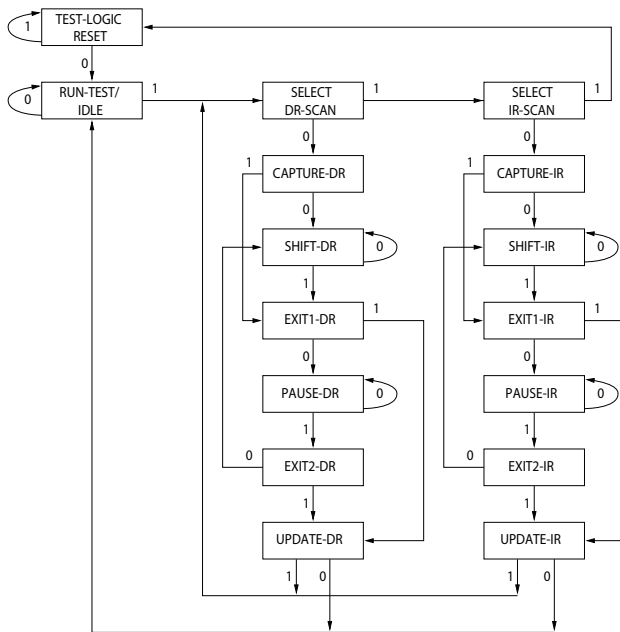 1
TEST-LOGIC
RESET
0
0
RUN-TEST/
IDLE
1
SELECT
DR-SCAN
1
SELECT
IR-SCAN
1
0
0
1
CAPTURE-DR
1
CAPTURE-IR
0
0
SHIFT-DR
0
SHIFT-IR
0
1
1
EXIT1-DR
1
EXIT1-IR
1
0
0
PAUSE-DR
0
PAUSE-IR
0
1
1
0
EXIT2-DR
0
EXIT2-IR
1
1
UPDATE-DR
UPDATE-IR
1
0
1
0